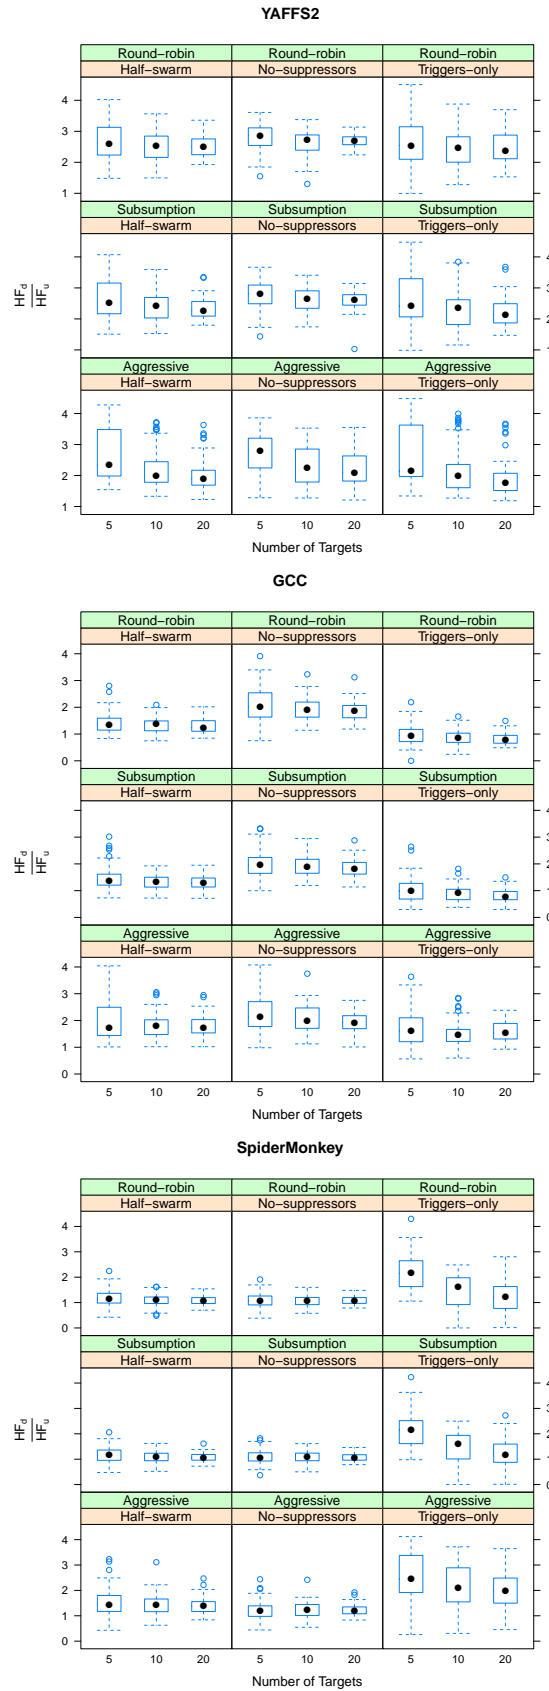 YAFFS2
Round−robin Round−robin Round−robin
Half−swarm No−suppressors Triggers−only
4
3
2
1
Subsumption Subsumption Subsumption
Half−swarm No−suppressors Triggers−only
HFd
HFu
4
3
2
1
Aggressive Aggressive Aggressive
Half−swarm No−suppressors Triggers−only
4
3
2
1
5 10 20 5 10 20 5 10 20
Number of Targets
GCC
Round−robin Round−robin Round−robin
Half−swarm No−suppressors Triggers−only
4
3
2
1
0
Subsumption Subsumption Subsumption
Half−swarm No−suppressors Triggers−only
HFd
HFu
4
3
2
1
0
Aggressive Aggressive Aggressive
Half−swarm No−suppressors Triggers−only
4
3
2
1
0
5 10 20 5 10 20 5 10 20
Number of Targets
SpiderMonkey
Round−robin Round−robin Round−robin
Half−swarm No−suppressors Triggers−only
4
3
2
1
0
Subsumption Subsumption Subsumption
Half−swarm No−suppressors Triggers−only
HFd
HFu
4
3
2
1
0
Aggressive Aggressive Aggressive
Half−swarm No−suppressors Triggers−only
4
3
2
1
0
5 10 20 5 10 20 5 10 20
Number of Targets